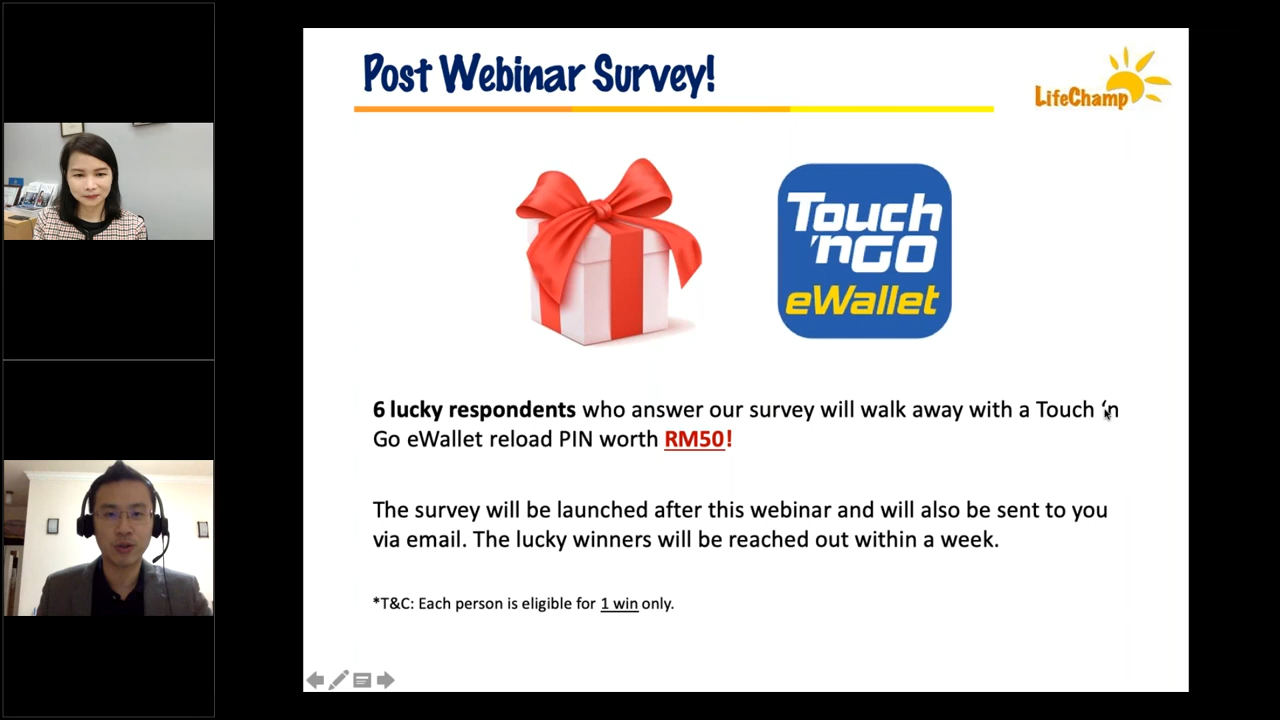 Post Webinar Survey!
LifeChamp
Touch
'nGO
eWallet
6 lucky respondents who answer our survey will walk away with a Touch ‘n
Go eWallet reload PIN worth RM50!
The survey will be launched after this webinar and will also be sent to you
via email. The lucky winners will be reached out within a week.
*T&C: Each person is eligible for 1 win only.